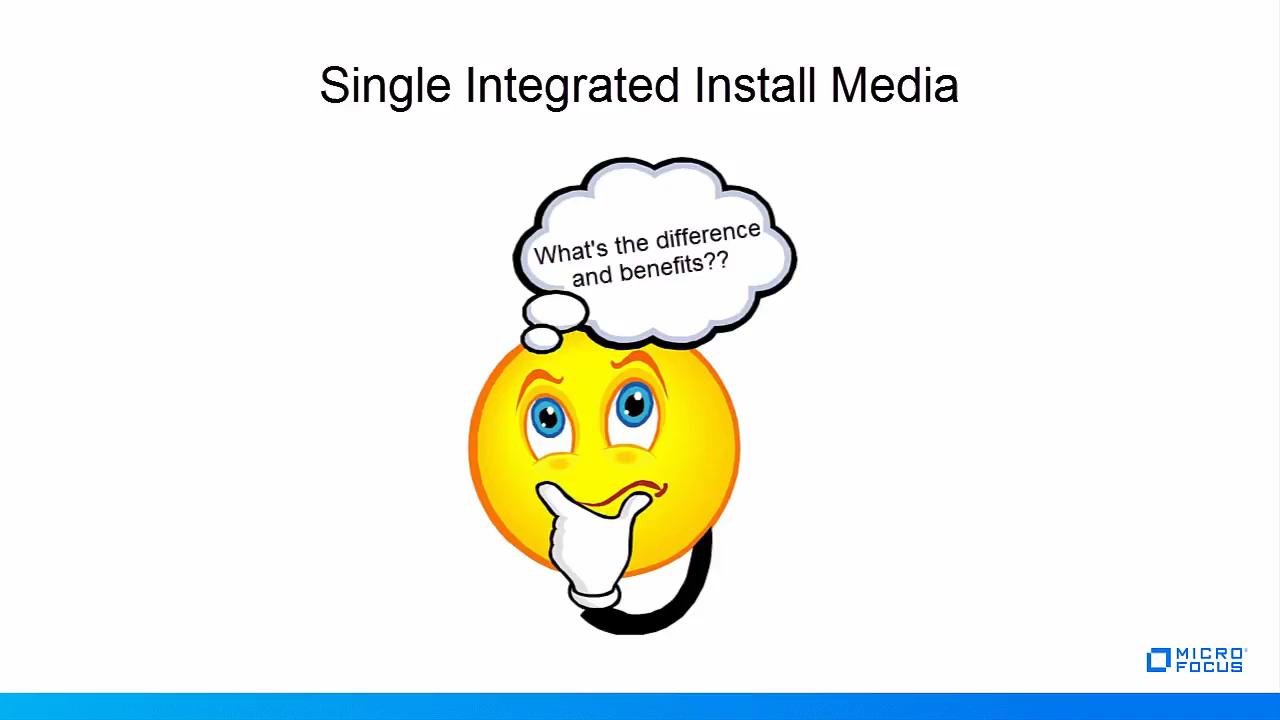 Single Integrated Install Media
What's the difference
and benefits??
MICRO
FOCUS